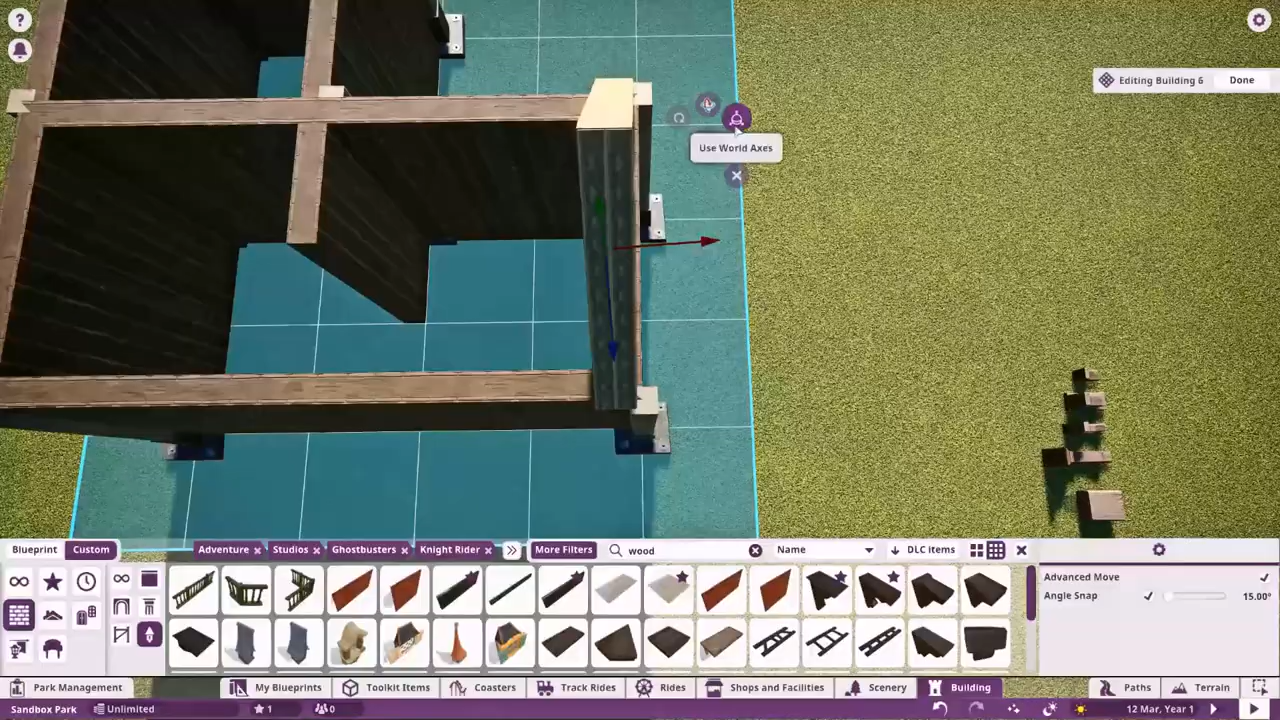 ?
Editing Building 6
Done
Use World Axes
Blueprint
Custom
Adventure
Studios
Ghostbusters
Knight Rider
More Filters
wood
Name
DLC Items
Advanced Move
Angle Snap
15.00°
Park Management
My Blueprints
Toolkit Items
Coasters
Track Rides
Rides
Shops and Facilities
Scenery
Building
Paths
Terrain
Sandbox Park
Unlimited
1
0
12 Mar, Year 1